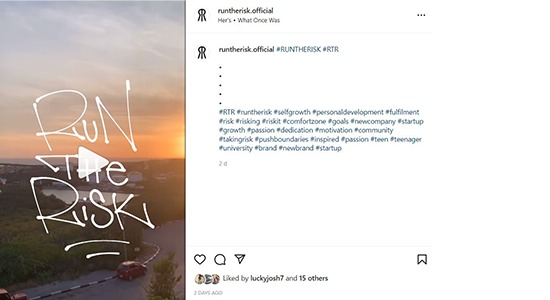 RUN
THE
RISK
runtherisk.official
Her's • What Once Was
runtherisk.official #RUNTHERISK #RTR
.
.
.
.
.
#RTR #runtherisk #selfgrowth #personaldevelopment #fulfilment
#risk #risking #riskit #comfortzone #goals #newcompany #startup
#growth #passion #dedication #motivation #community
#takingrisk #pushboundaries #inspired #passion #teen #teenager
#university #brand #newbrand #startup
2 d
Liked by luckyjosh7 and 15 others
2 DAYS AGO